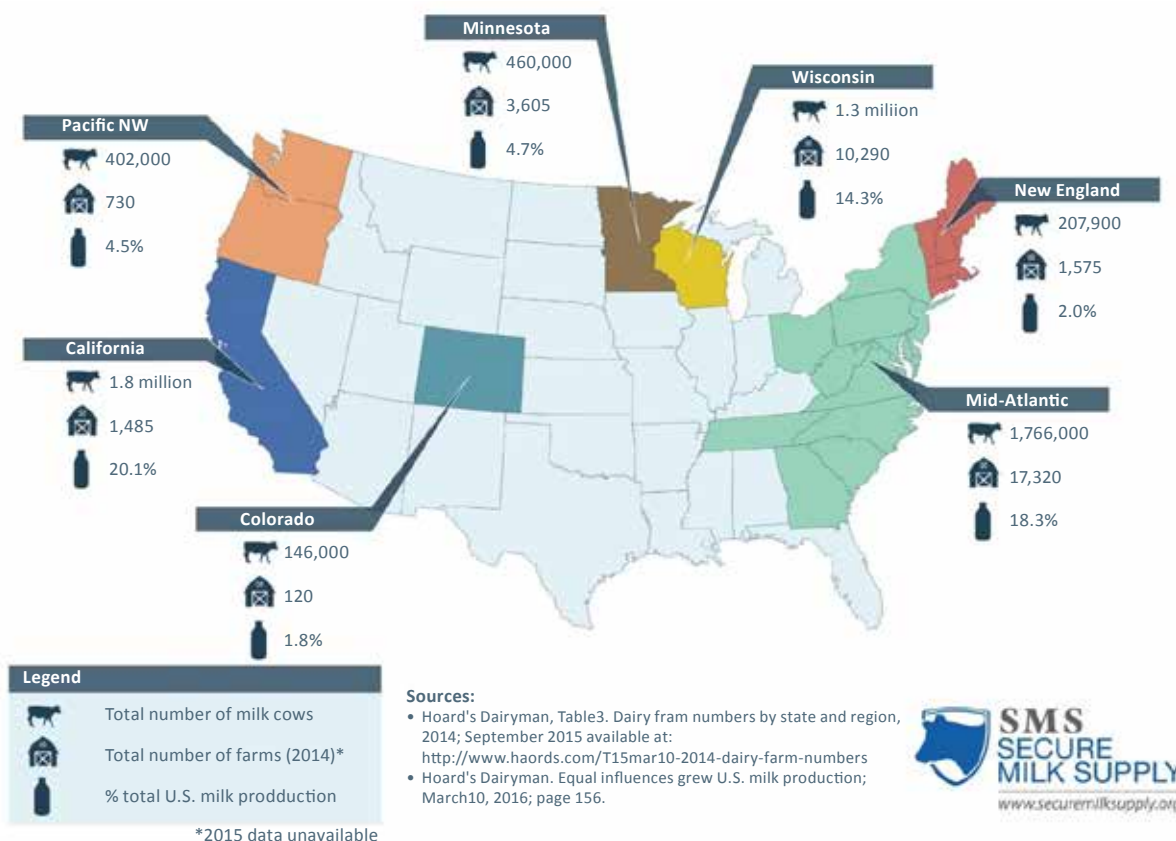 Minnesota
460,000
3,605
4.7%
Wisconsin
1.3 miliion
10,290
14.3%
Pacific NW
402,000
730
4.5%
New England
207,900
1,575
2.0%
California
1.8 million
1,485
20.1%
Mid-Atlantic
1,766,000
17,320
18.3%
Colorado
146,000
120
1.8%
Legend
Total number of milk cows
Total number of farms (2014)*
% total U.S. milk prodduction
*2015 data unavailable
Sources:
• Hoard's Dairyman, Table3. Dairy fram numbers by state and region,
2014; September 2015 available at:
http://www.haords.com/T15mar10-2014-dairy-farm-numbers
• Hoard's Dairyman. Equal influences grew U.S. milk production;
March10, 2016; page 156.
SMS
SECURE
MILK SUPPLY
www.securemilksupply.org